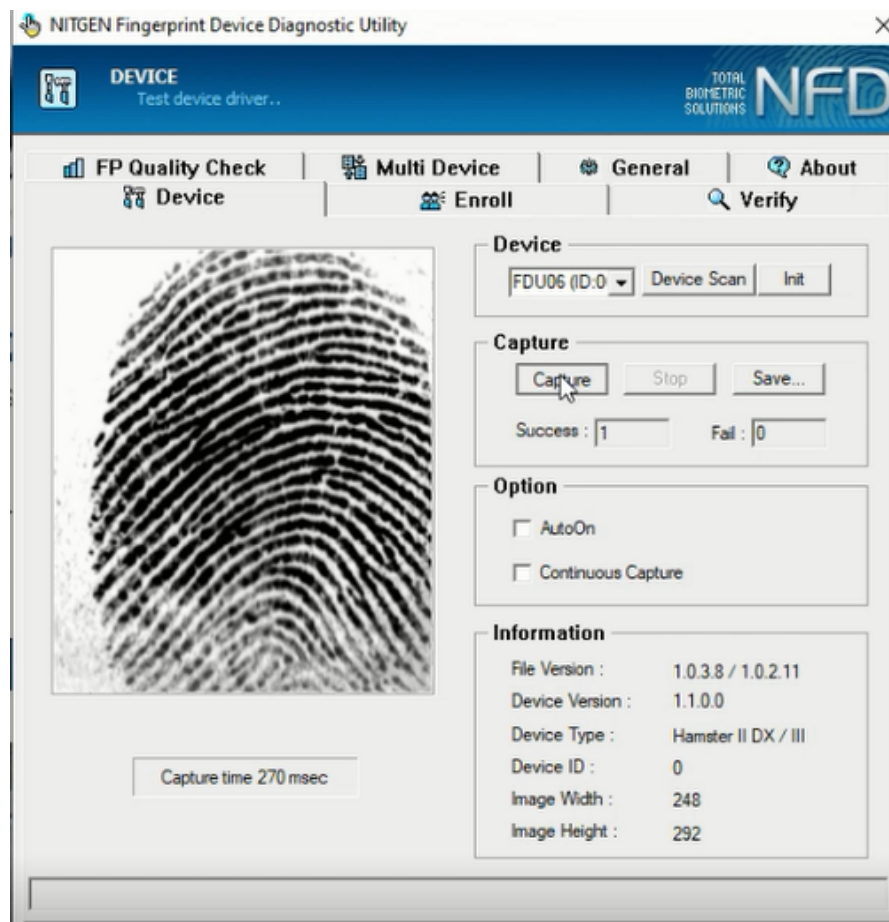 NITGEN Fingerprint Device Diagnostic Utility
DEVICE
Test device driver..
TOTAL
BIOMETRIC
SOLUTIONS
NFD
FP Quality Check
Multi Device
General
About
Device
Enroll
Verify
Device
FDU06 (ID:0
Device Scan
Init
Capture
Capture
Stop
Save...
Success : 1
Fail : 0
Option
AutoOn
Continuous Capture
Information
File Version : 1.0.3.8 / 1.0.2.11
Device Version : 1.1.0.0
Device Type : Hamster II DX / III
Device ID : 0
Image Width : 248
Image Height : 292
Capture time 270 msec